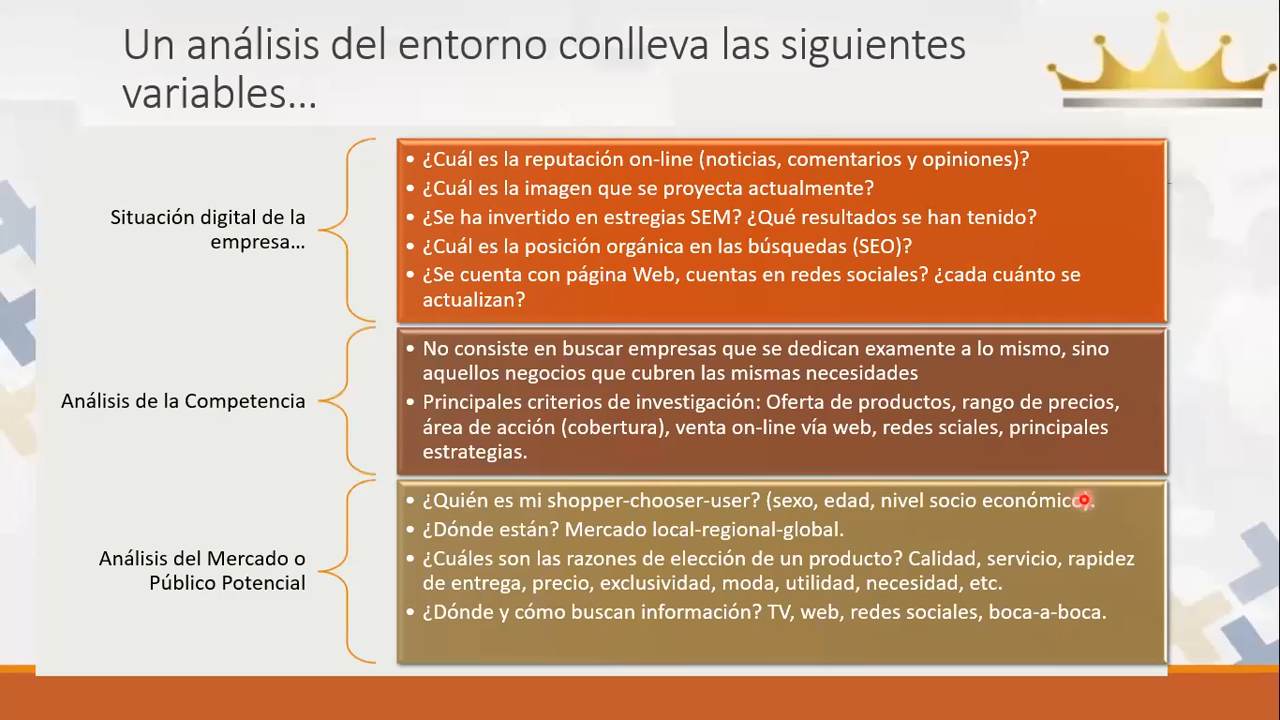 Un análisis del entorno conlleva las siguientes
variables...
Situación digital de la
empresa...
• ¿Cuál es la reputación on-line (noticias, comentarios y opiniones)?
• ¿Cuál es la imagen que se proyecta actualmente?
• ¿Se ha invertido en estregias SEM? ¿Qué resultados se han tenido?
• ¿Cuál es la posición orgánica en las búsquedas (SEO)?
• ¿Se cuenta con página Web, cuentas en redes sociales? ¿cada cuánto se
actualizan?
Análisis de la Competencia
• No consiste en buscar empresas que se dedican examente a lo mismo, sino
aquellos negocios que cubren las mismas necesidades
• Principales criterios de investigación: Oferta de productos, rango de precios,
área de acción (cobertura), venta on-line vía web, redes sciales, principales
estrategias.
Análisis del Mercado o
Público Potencial
• ¿Quién es mi shopper-chooser-user? (sexo, edad, nivel socio económico).
• ¿Dónde están? Mercado local-regional-global.
• ¿Cuáles son las razones de elección de un producto? Calidad, servicio, rapidez
de entrega, precio, exclusividad, moda, utilidad, necesidad, etc.
• ¿Dónde y cómo buscan información? TV, web, redes sociales, boca-a-boca.